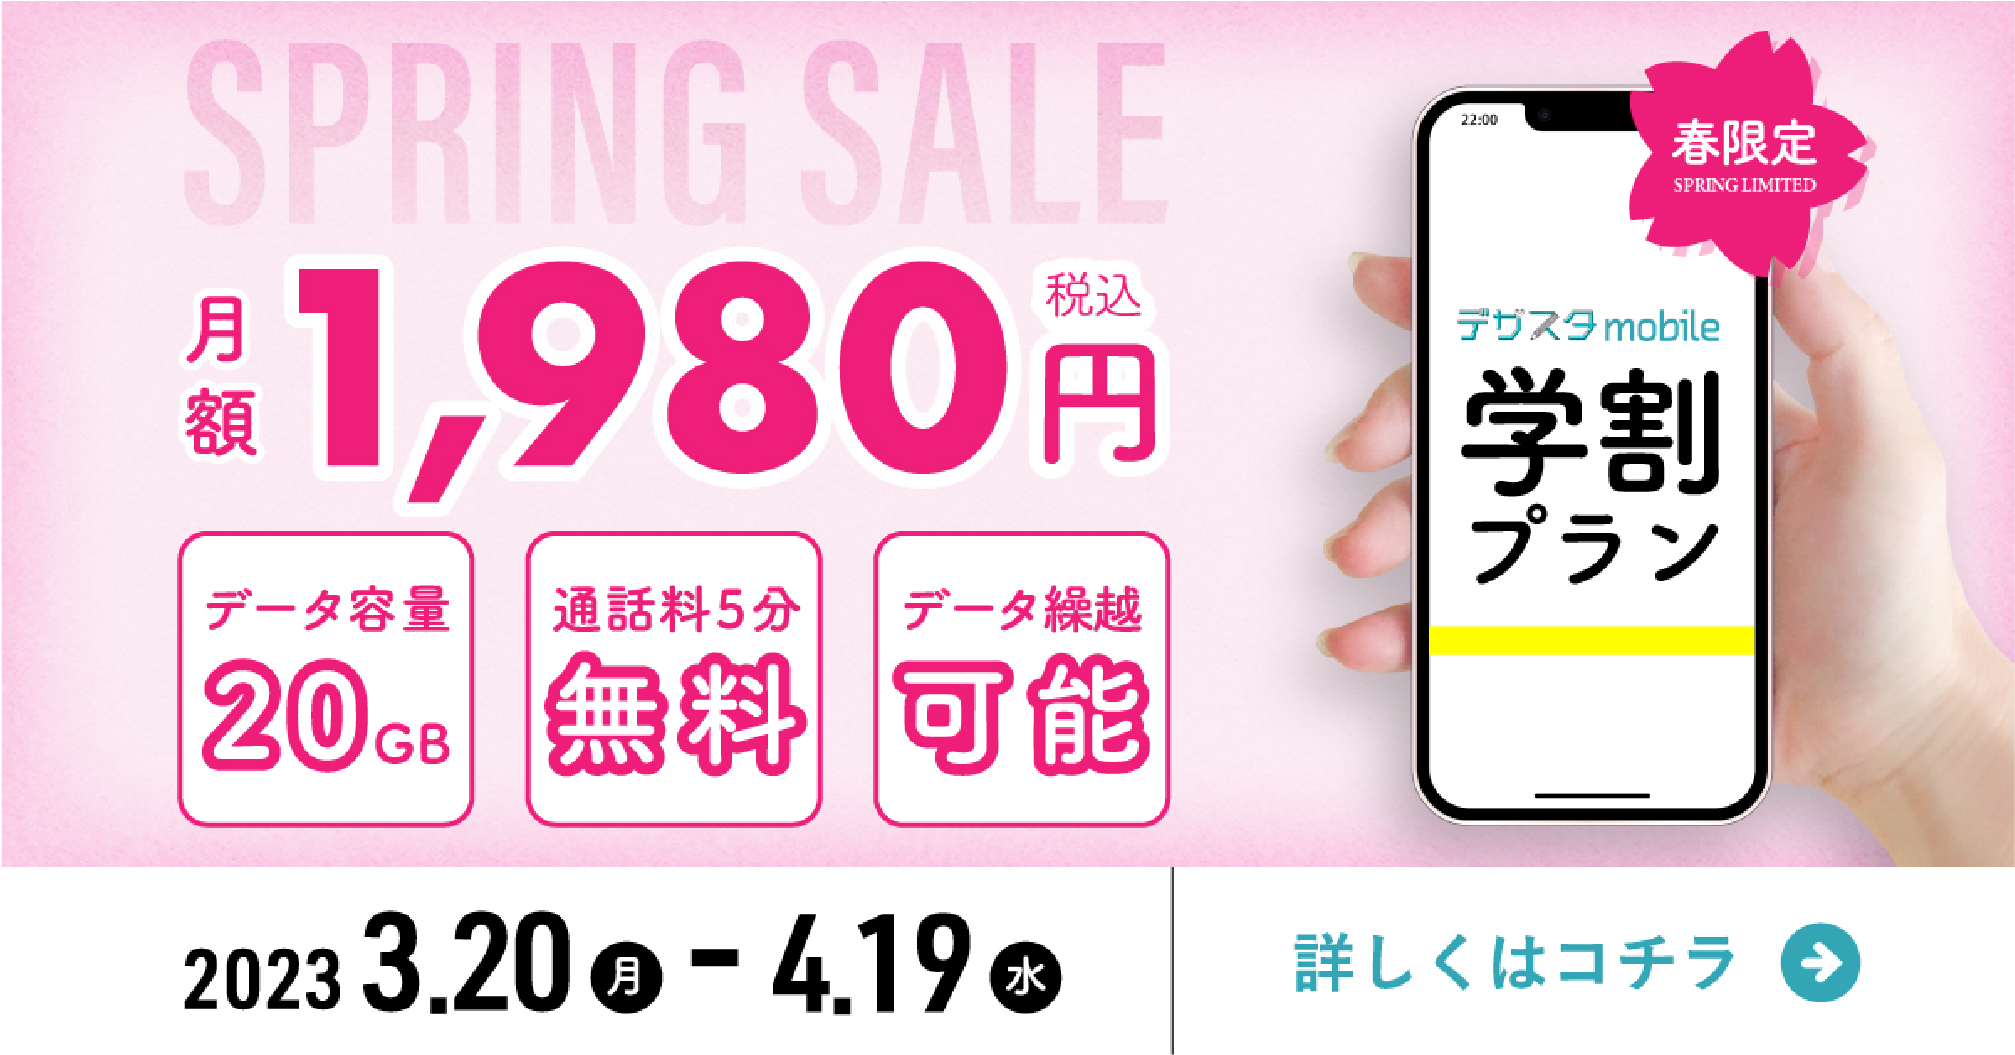 SPRING SALE
月額 1,980円 税込
データ容量
20GB
通話料5分
無料
データ繰越
可能
22:00
春限定
SPRING LIMITED
デザスタmobile
学割
プラン
2023 3.20 月 - 4.19 水
詳しくはコチラ